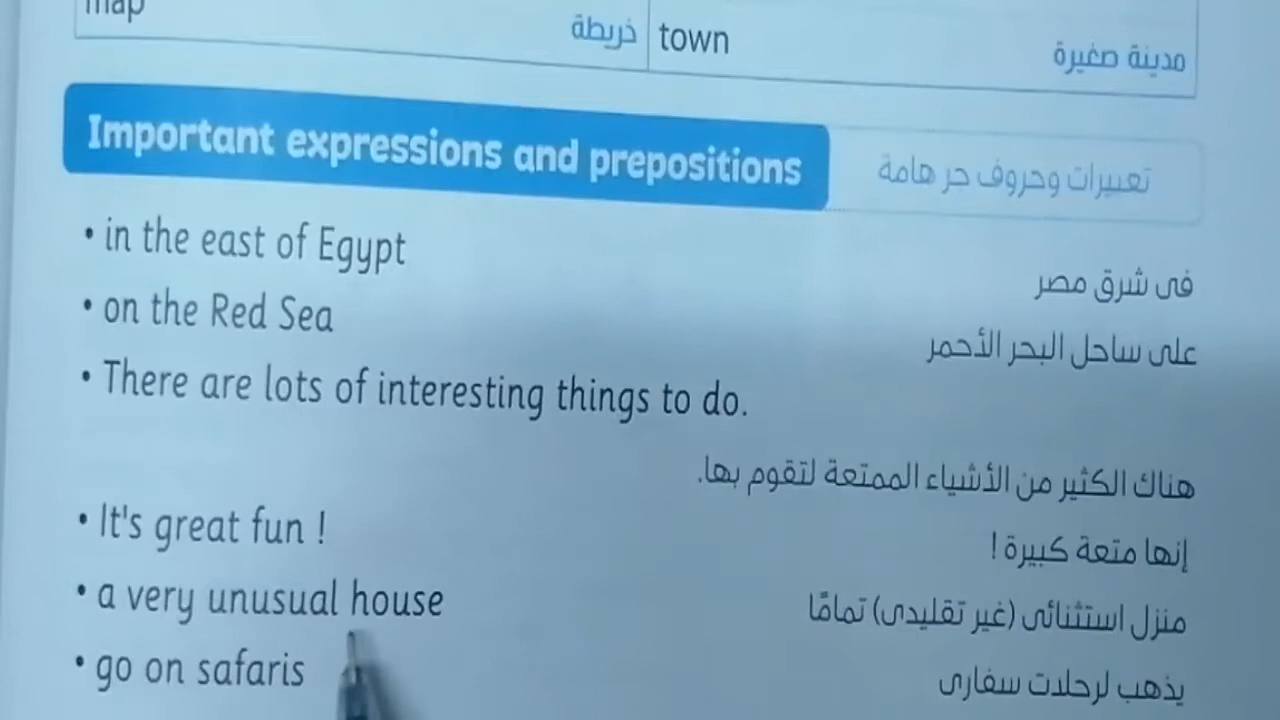 map خريطة town مدينة صغيرة
Important expressions and prepositions تعبيرات وحروف جر هامة
• in the east of Egypt فى شرق مصر
• on the Red Sea على ساحل البحر الأحمر
• There are lots of interesting things to do.
هناك الكثير من الأشياء الممتعة لتقوم بها.
• It's great fun ! إنها متعة كبيرة !
• a very unusual house منزل استثنائى (غير تقليدى) تمامًا
• go on safaris يذهب لرحلات سفارى